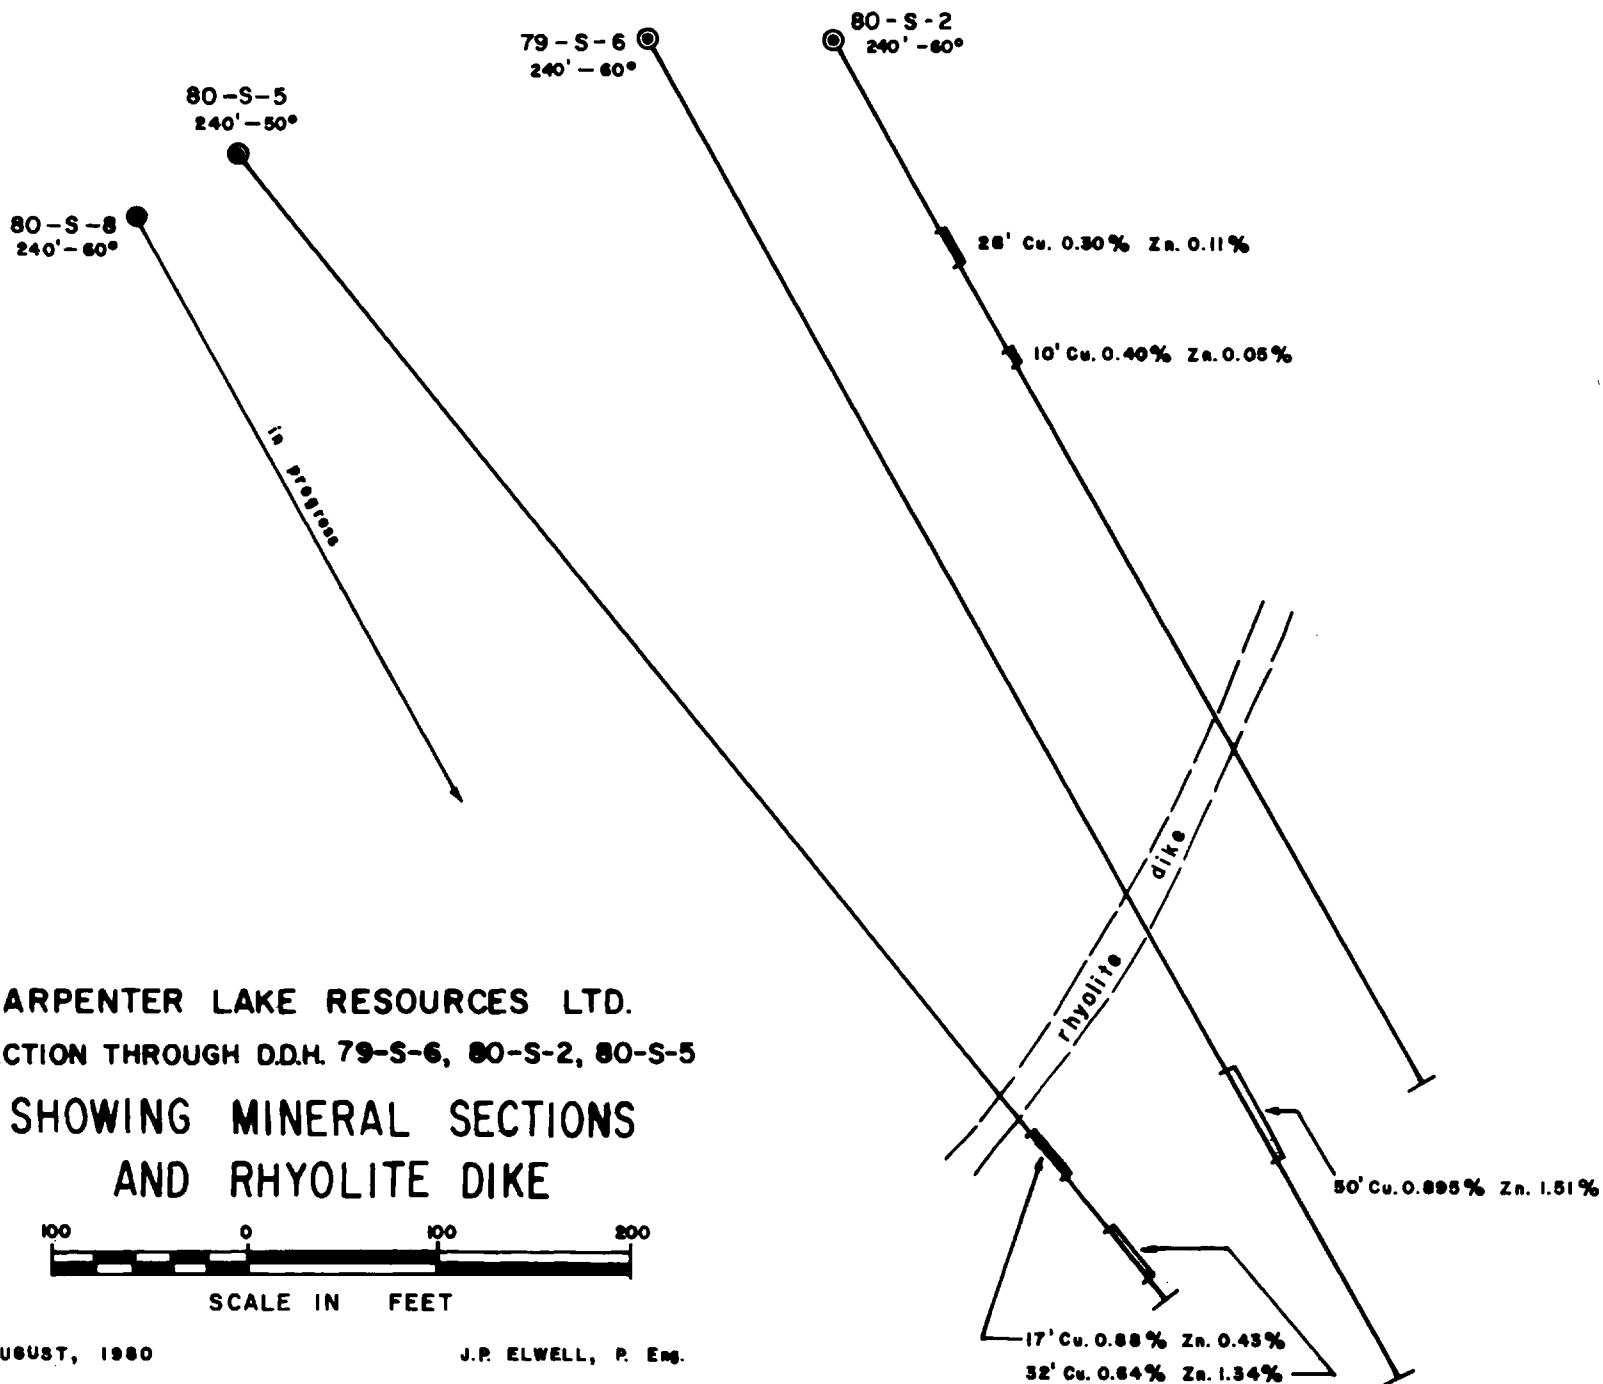 80-S-2
240'-60°
79-S-6
240'-60°
80-S-5
240'-50°
80-S-8
240'-60°
26' Cu. 0.30% Zn. 0.11%
10' Cu. 0.40% Zn. 0.05%
in progress
rhyolite dike
ARPENTER LAKE RESOURCES LTD.
CTION THROUGH D.D.H. 79-S-6, 80-S-2, 80-S-5
SHOWING MINERAL SECTIONS
AND RHYOLITE DIKE
100 0 100 200
SCALE IN FEET
UGUST, 1980
J.P. ELWELL, P. Eng.
50' Cu. 0.895% Zn. 1.51%
17' Cu. 0.88% Zn. 0.43%
32' Cu. 0.64% Zn. 1.34%